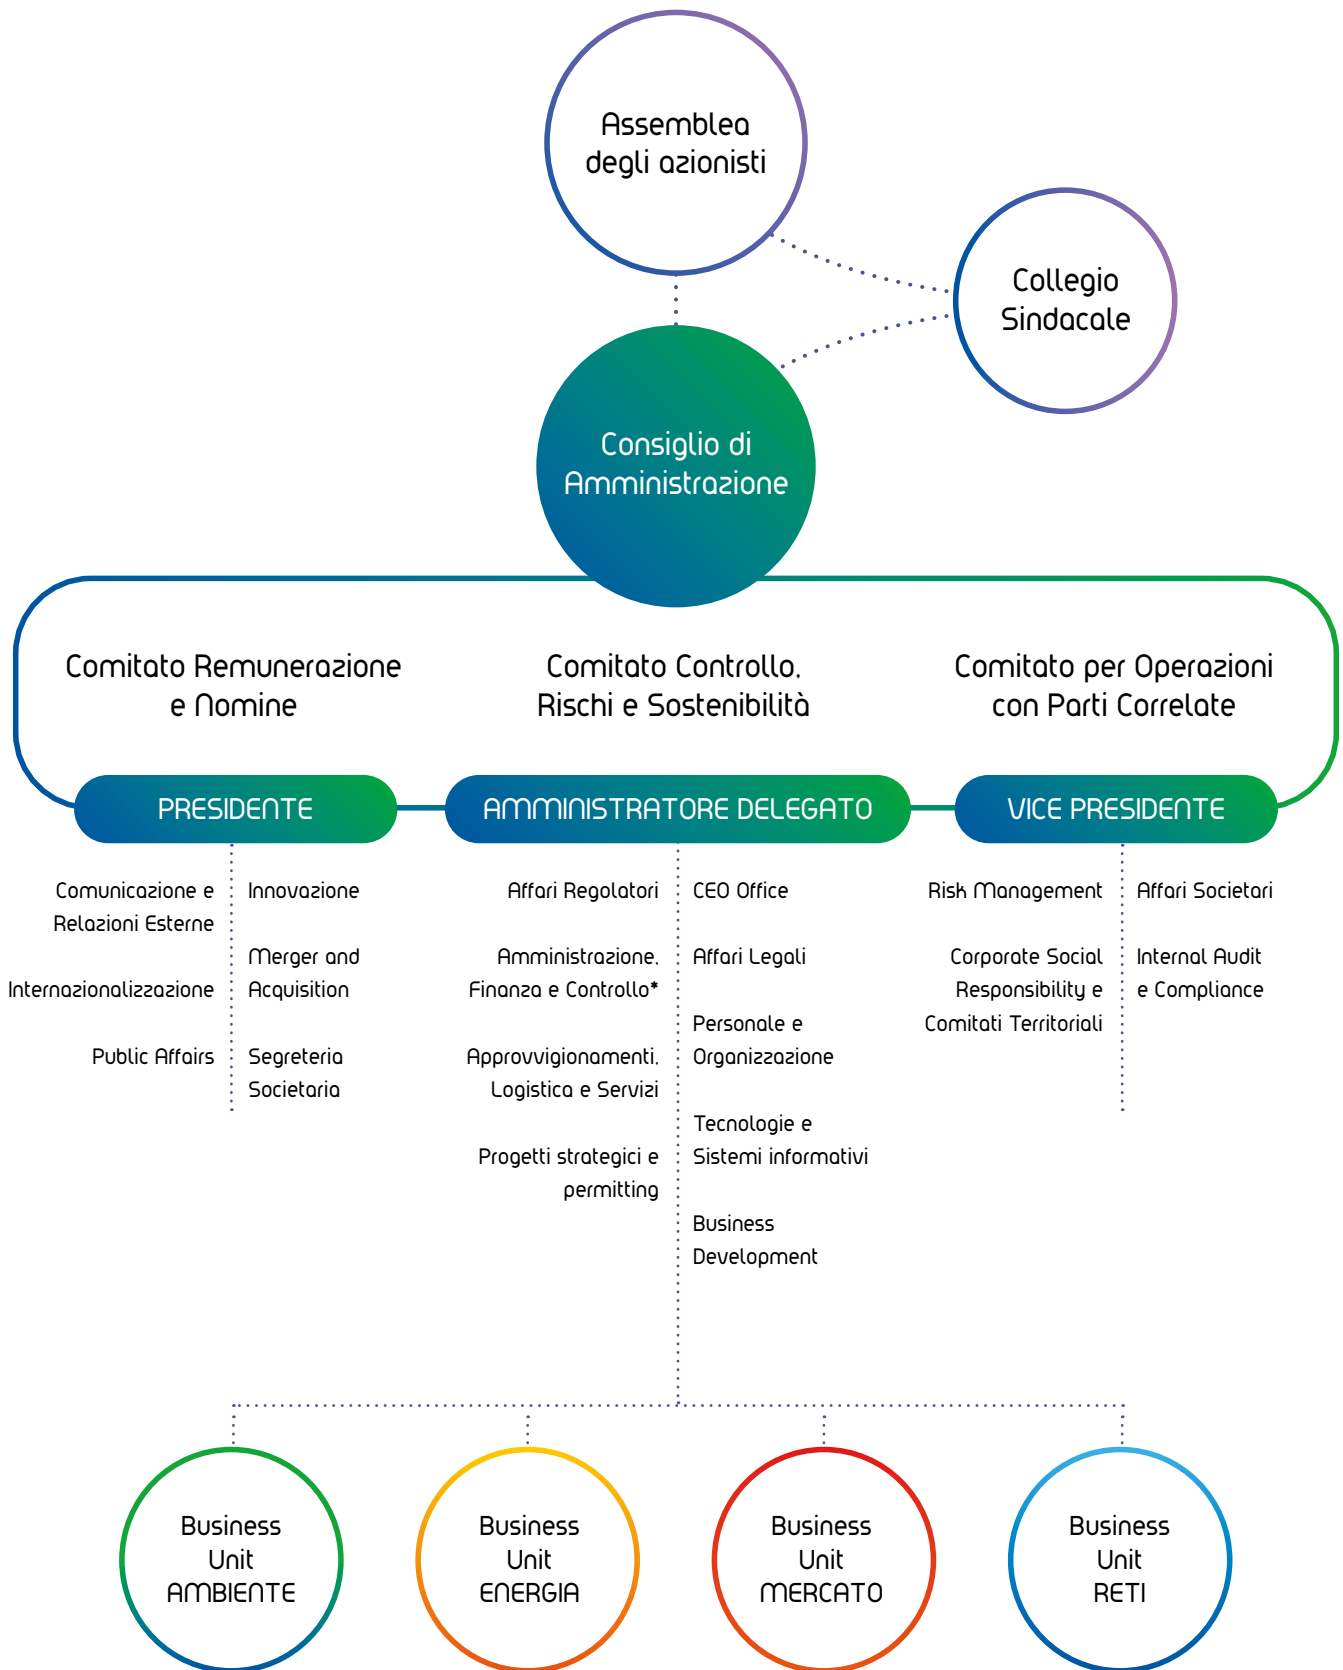 Assemblea
degli azionisti
Collegio
Sindacale
Consiglio di
Amministrazione
Comitato Remunerazione
e Nomine
Comitato Controllo,
Rischi e Sostenibilità
Comitato per Operazioni
con Parti Correlate
PRESIDENTE
AMMINISTRATORE DELEGATO
VICE PRESIDENTE
Comunicazione e
Relazioni Esterne
Internazionalizzazione
Public Affairs
Innovazione
Merger and
Acquisition
Segreteria
Societaria
Affari Regolatori
Amministrazione,
Finanza e Controllo*
Approvvigionamenti,
Logistica e Servizi
Progetti strategici e
permitting
CEO Office
Affari Legali
Personale e
Organizzazione
Tecnologie e
Sistemi informativi
Business
Development
Risk Management
Corporate Social
Responsibility e
Comitati Territoriali
Affari Societari
Internal Audit
e Compliance
Business
Unit
AMBIENTE
Business
Unit
ENERGIA
Business
Unit
MERCATO
Business
Unit
RETI